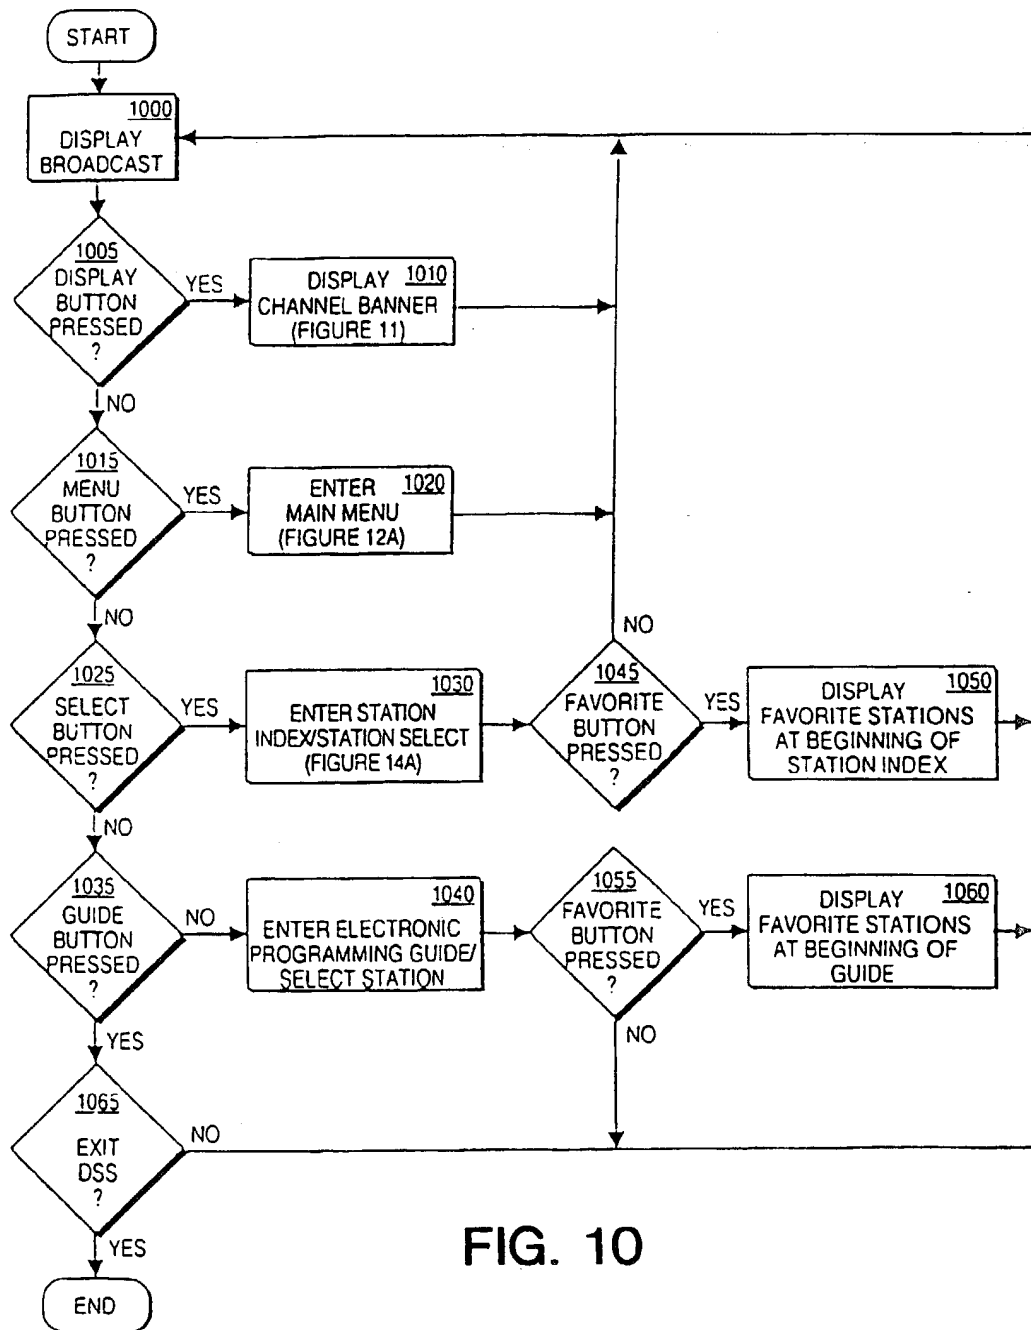 START
1000
DISPLAY
BROADCAST
1005
DISPLAY
BUTTON
PRESSED
?
YES
DISPLAY 1010
CHANNEL BANNER
(FIGURE 11)
NO
1015
MENU
BUTTON
PRESSED
?
YES
ENTER 1020
MAIN MENU
(FIGURE 12A)
NO
1025
SELECT
BUTTON
PRESSED
?
YES
1030
ENTER STATION
INDEX/STATION SELECT
(FIGURE 14A)
NO
1045
FAVORITE
BUTTON
PRESSED
?
YES
DISPLAY 1050
FAVORITE STATIONS
AT BEGINNING OF
STATION INDEX
NO
1035
GUIDE
BUTTON
PRESSED
?
NO
1040
ENTER ELECTRONIC
PROGRAMMING GUIDE/
SELECT STATION
1055
FAVORITE
BUTTON
PRESSED
?
YES
DISPLAY 1060
FAVORITE STATIONS
AT BEGINNING OF
GUIDE
NO
YES
1065
EXIT
DSS
?
NO
YES
END
FIG. 10